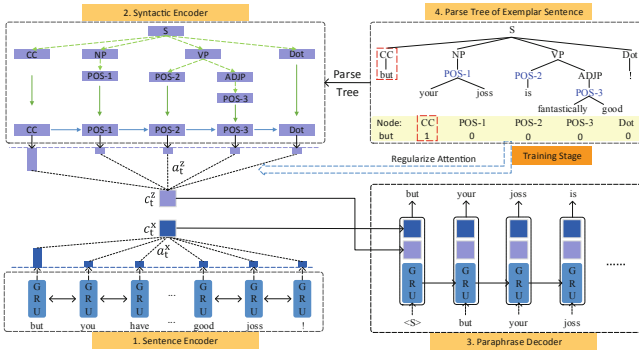 2. Syntactic Encoder
S
CC NP VP Dot
POS-1 POS-2 ADJP
POS-3
CC POS-1 POS-2 POS-3 Dot
a_t^z
c_t^z
c_t^x
a_t^x
GRU GRU GRU GRU GRU GRU
but you have ... good joss !
1. Sentence Encoder
Parse
Tree
4. Parse Tree of Exemplar Sentence
S
CC NP VP Dot
but POS-1 POS-2 ADJP !
your joss is POS-3
fantastically good
Node: CC POS-1 POS-2 POS-3 Dot
but 1 0 0 0 0
Regularize Attention
Training Stage
but your joss is
GRU GRU GRU GRU ......
<S> but your joss
3. Paraphrase Decoder